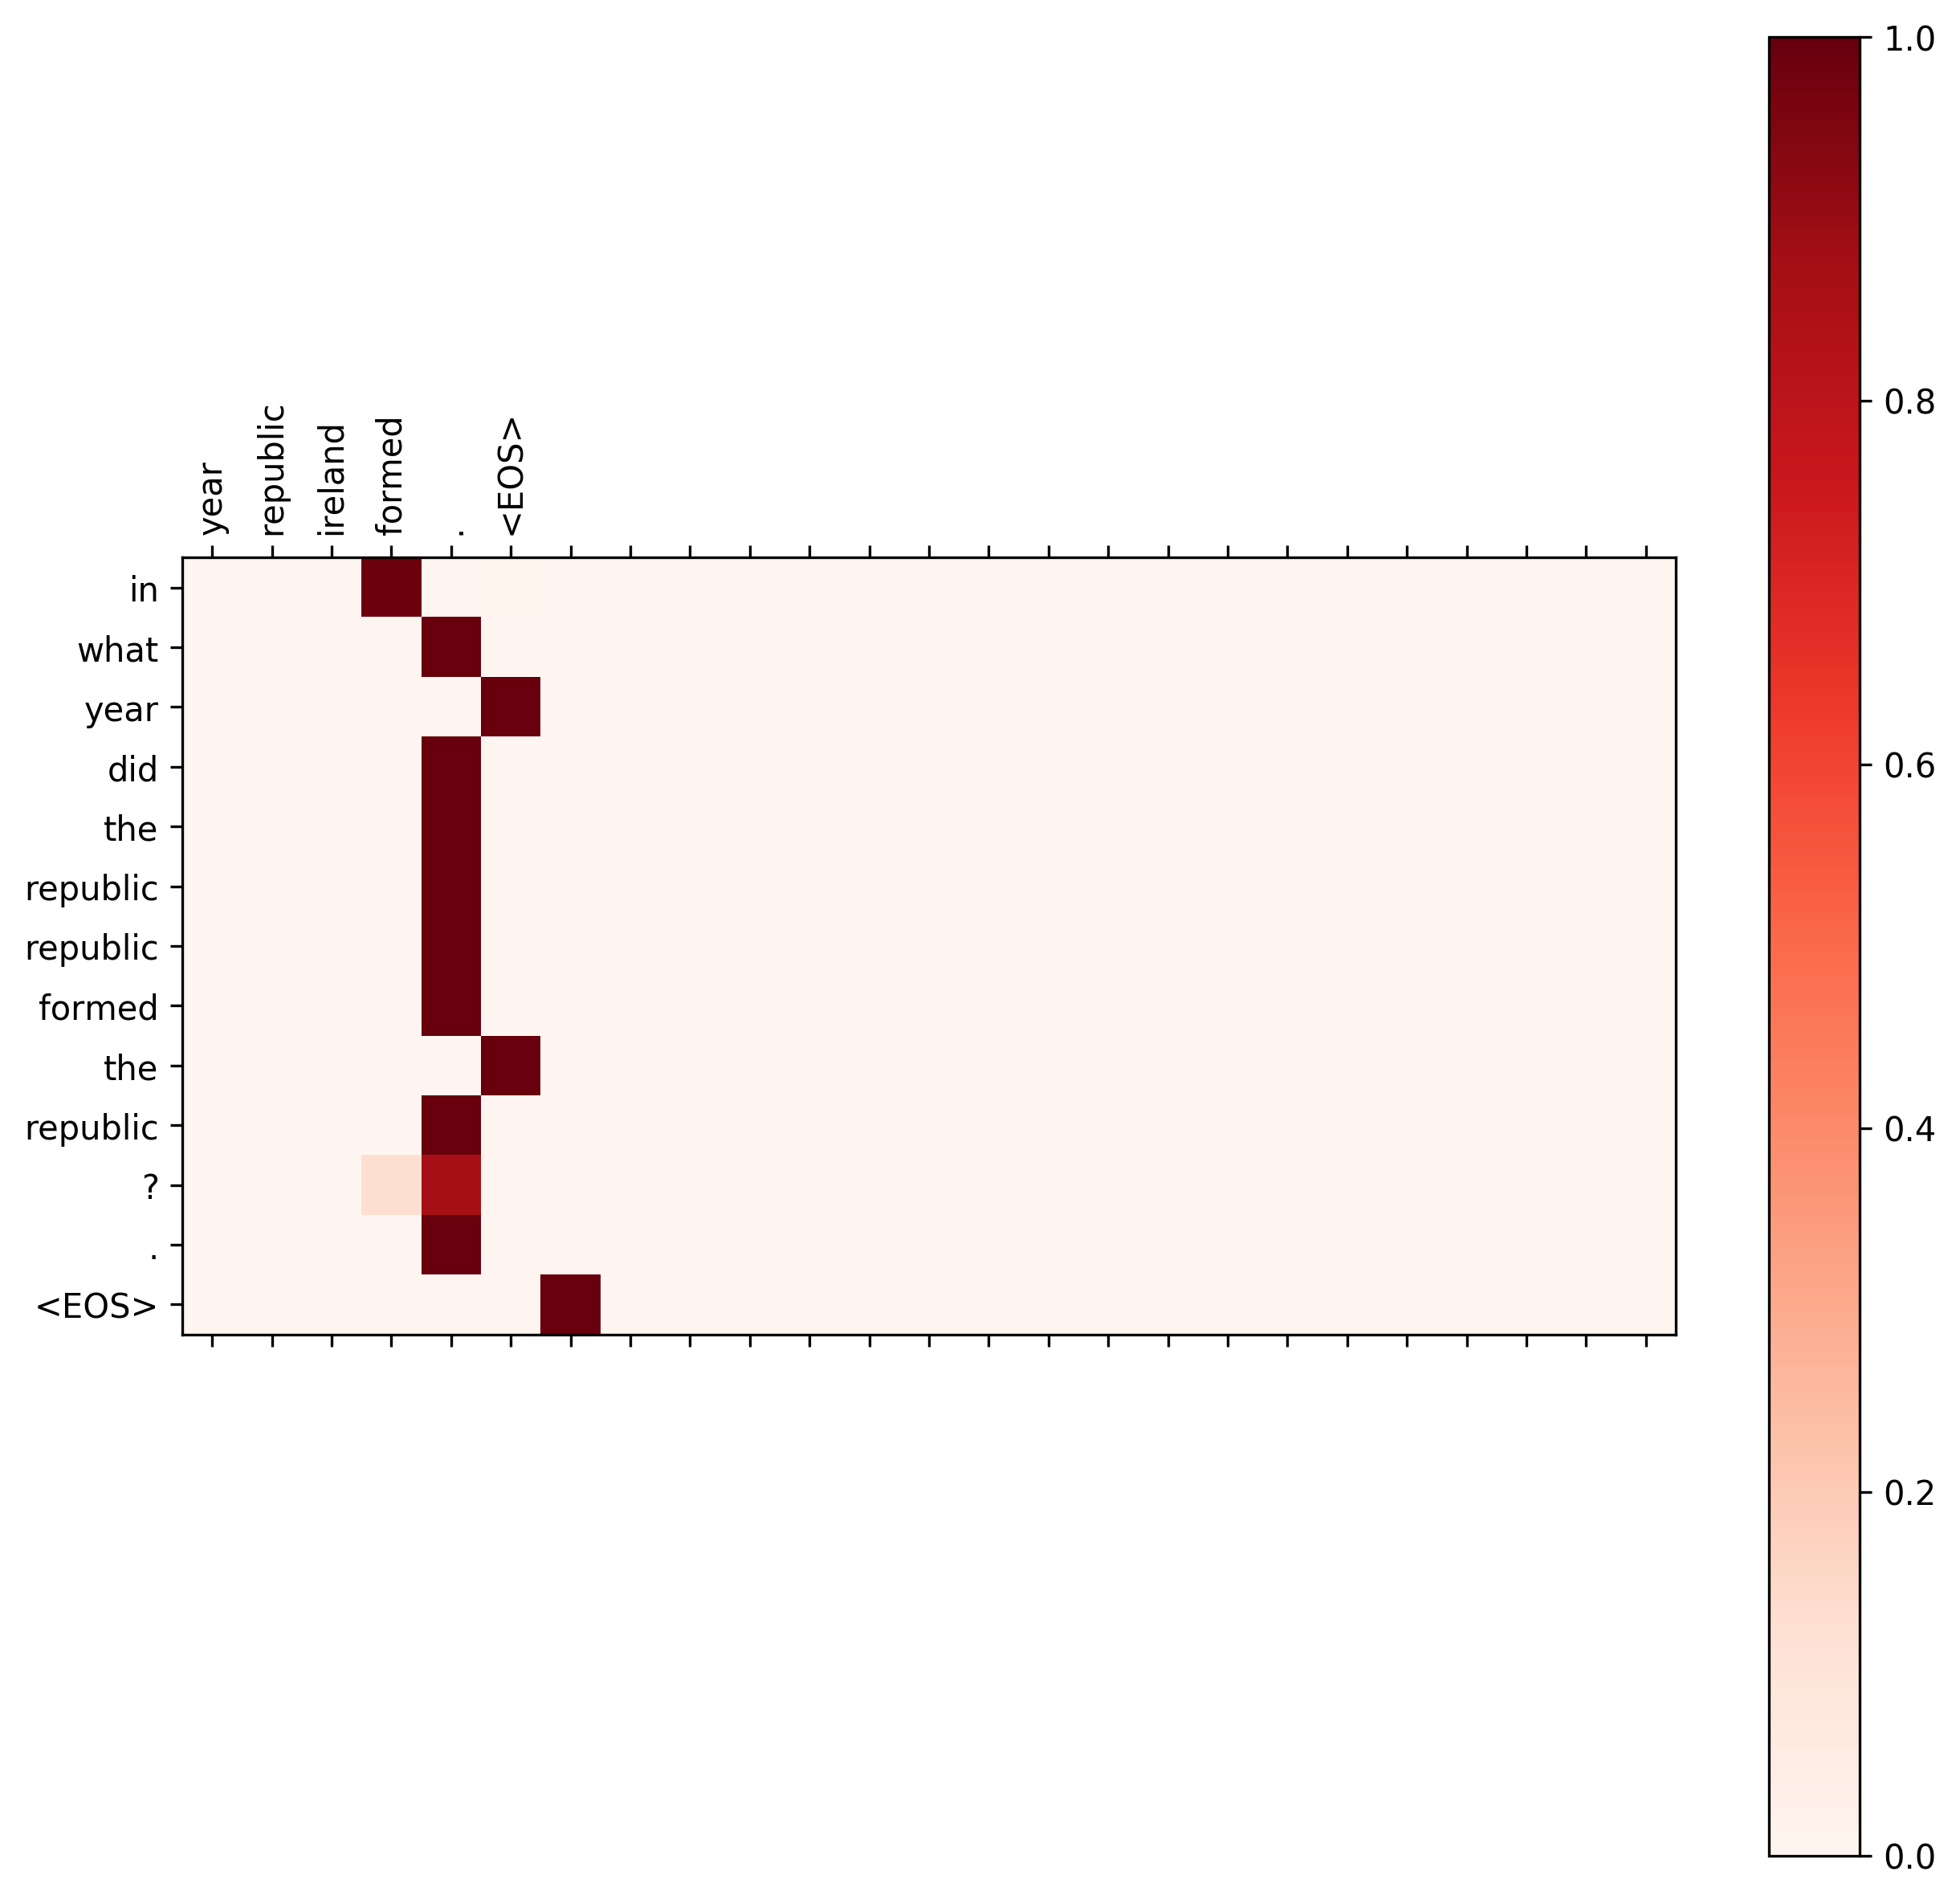 year
republic
ireland
formed
.
<EOS>
in
what
year
did
the
republic
republic
formed
the
republic
?
.
<EOS>
1.0
0.8
0.6
0.4
0.2
0.0